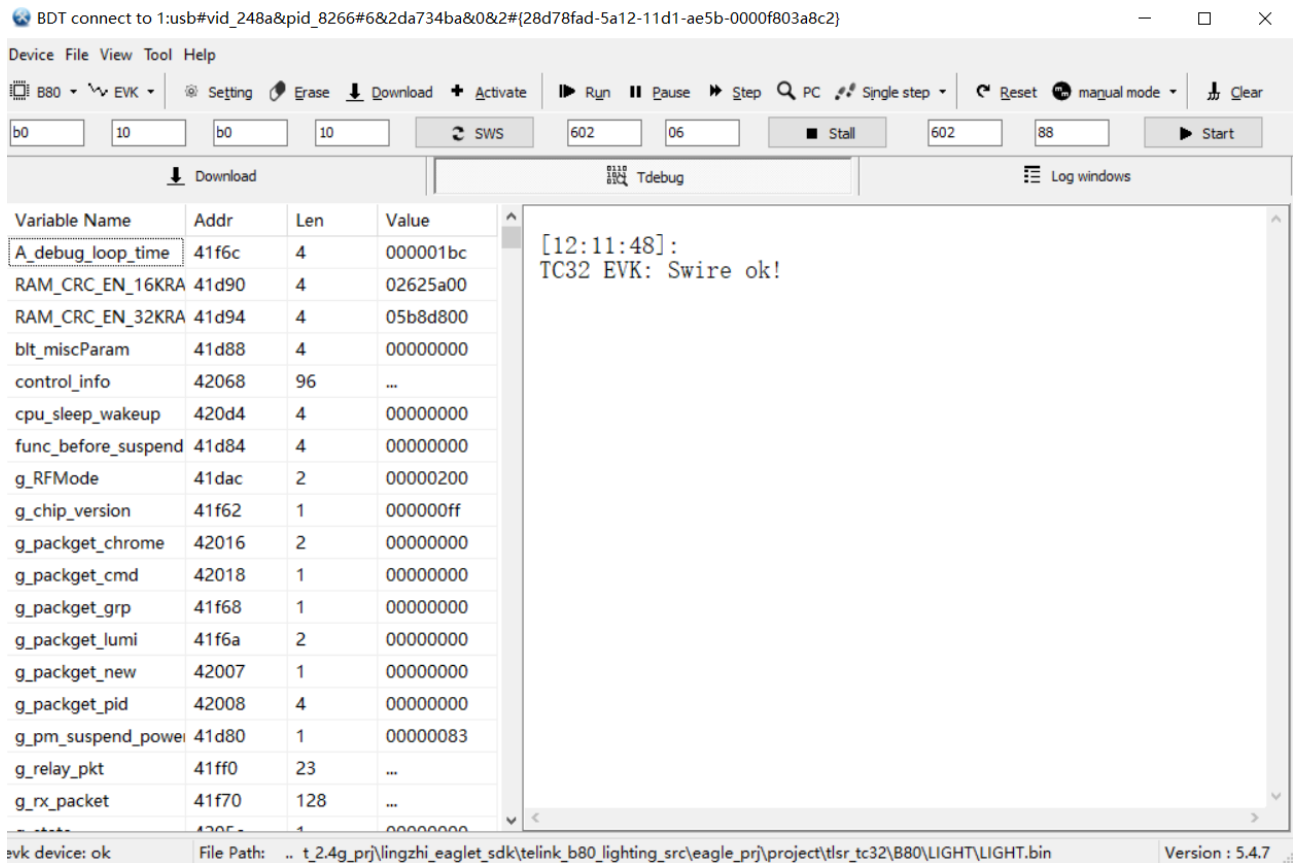 BDT connect to 1:usb#vid_248a&pid_8266#6&2da734ba&0&2#{28d78fad-5a12-11d1-ae5b-0000f803a8c2}
Device File View Tool Help
B80 EVK Setting Erase Download Activate Run Pause Step PC Single step Reset manual mode Clear
b0 10 b0 10 SWS 602 06 Stall 602 88 Start
Download Tdebug Log windows
Variable Name Addr Len Value
A_debug_loop_time 41f6c 4 000001bc
RAM_CRC_EN_16KRA 41d90 4 02625a00
RAM_CRC_EN_32KRA 41d94 4 05b8d800
blt_miscParam 41d88 4 00000000
control_info 42068 96 ...
cpu_sleep_wakeup 420d4 4 00000000
func_before_suspend 41d84 4 00000000
g_RFMode 41dac 2 00000200
g_chip_version 41f62 1 000000ff
g_packget_chrome 42016 2 00000000
g_packget_cmd 42018 1 00000000
g_packget_grp 41f68 1 00000000
g_packget_lumi 41f6a 2 00000000
g_packget_new 42007 1 00000000
g_packget_pid 42008 4 00000000
g_pm_suspend_power 41d80 1 00000083
g_relay_pkt 41ff0 23 ...
g_rx_packet 41f70 128 ...
[12:11:48]:
TC32 EVK: Swire ok!
evk device: ok File Path: .. t_2.4g_prj\lingzhi_eaglet_sdk\telink_b80_lighting_src\eagle_prj\project\tlsr_tc32\B80\LIGHT\LIGHT.bin Version : 5.4.7